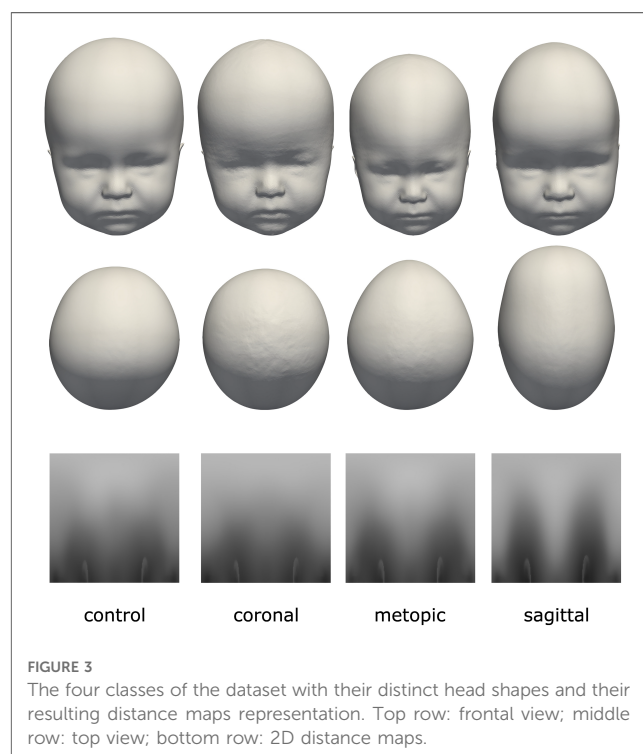 control coronal metopic sagittal
FIGURE 3
The four classes of the dataset with their distinct head shapes and their
resulting distance maps representation. Top row: frontal view; middle
row: top view; bottom row: 2D distance maps.